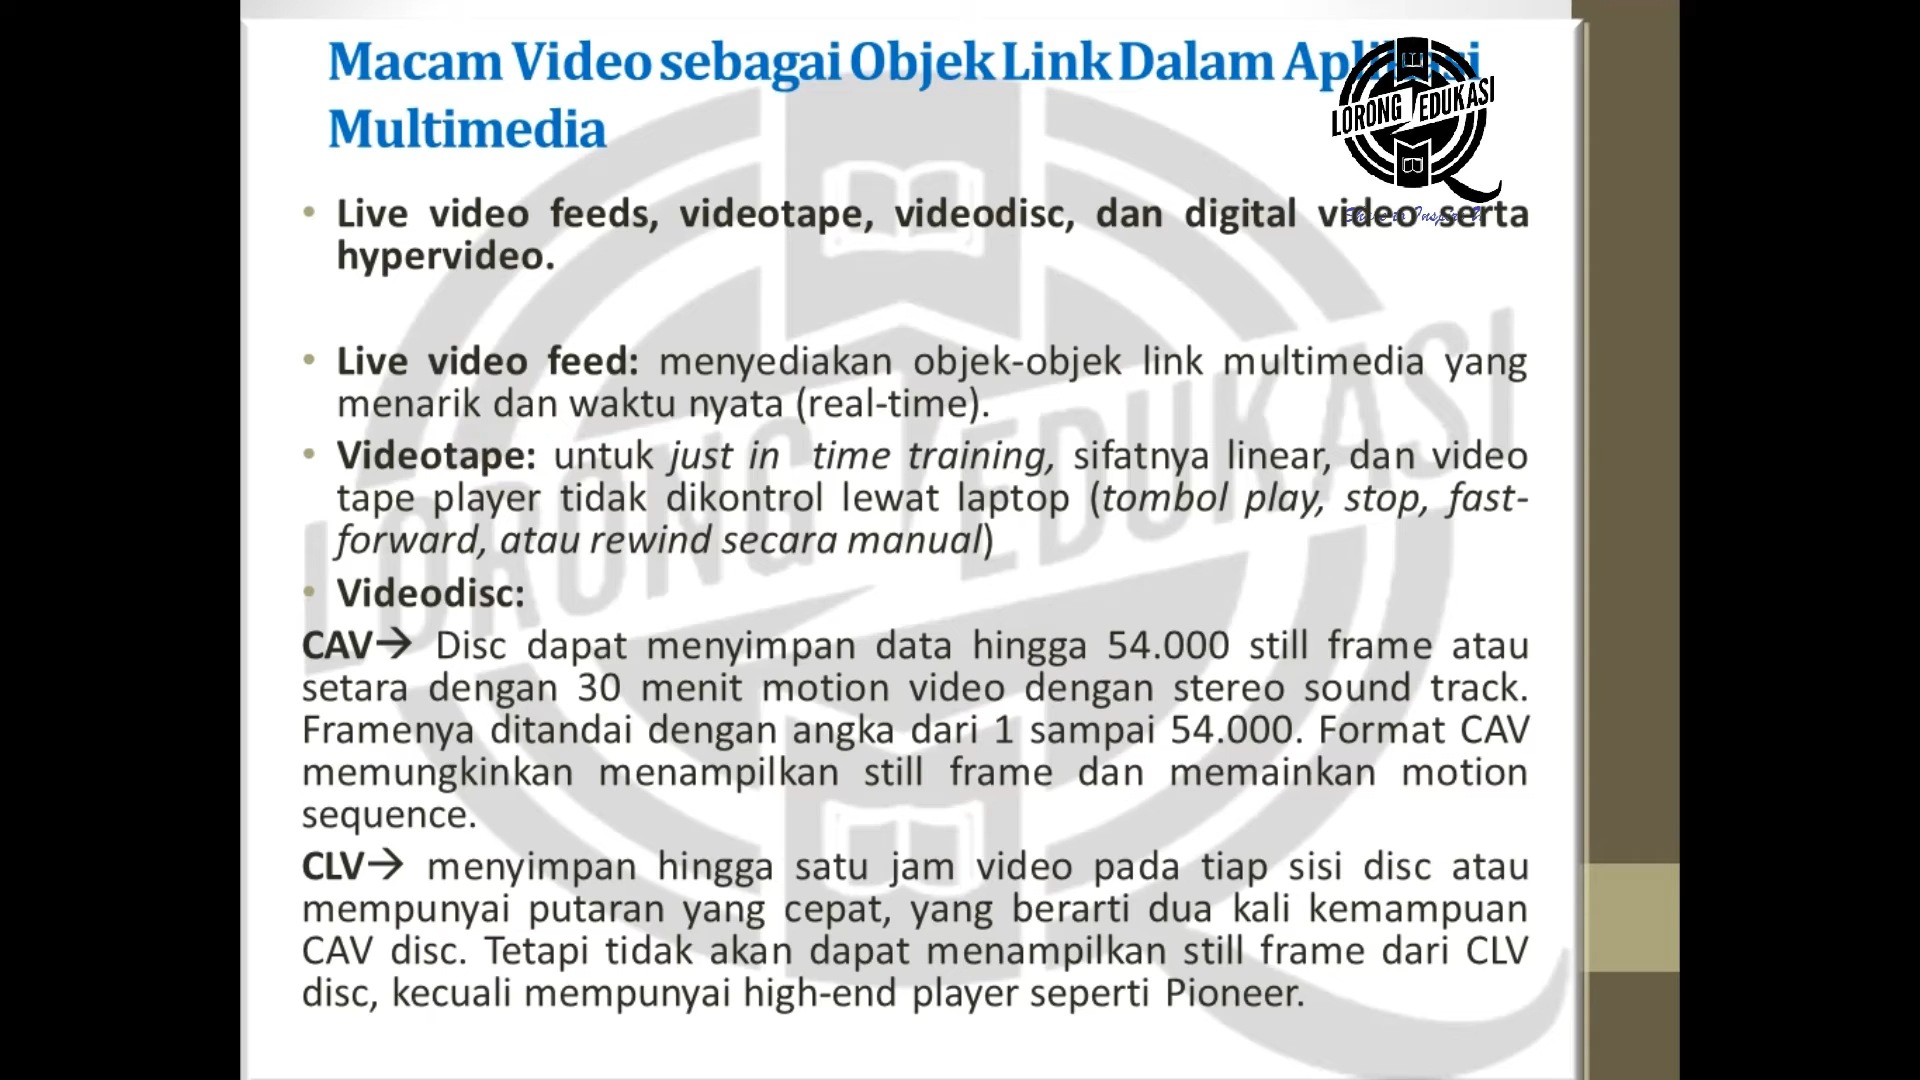 Macam Video sebagai Objek Link Dalam Aplikasi
Multimedia
LORONG EDUKASI
• Live video feeds, videotape, videodisc, dan digital video serta
hypervideo.
• Live video feed: menyediakan objek-objek link multimedia yang
menarik dan waktu nyata (real-time).
• Videotape: untuk just in time training, sifatnya linear, dan video
tape player tidak dikontrol lewat laptop (tombol play, stop, fast-
forward, atau rewind secara manual)
• Videodisc:
CAV→ Disc dapat menyimpan data hingga 54.000 still frame atau
setara dengan 30 menit motion video dengan stereo sound track.
Framenya ditandai dengan angka dari 1 sampai 54.000. Format CAV
memungkinkan menampilkan still frame dan memainkan motion
sequence.
CLV→ menyimpan hingga satu jam video pada tiap sisi disc atau
mempunyai putaran yang cepat, yang berarti dua kali kemampuan
CAV disc. Tetapi tidak akan dapat menampilkan still frame dari CLV
disc, kecuali mempunyai high-end player seperti Pioneer.
LORONG EDUKASI